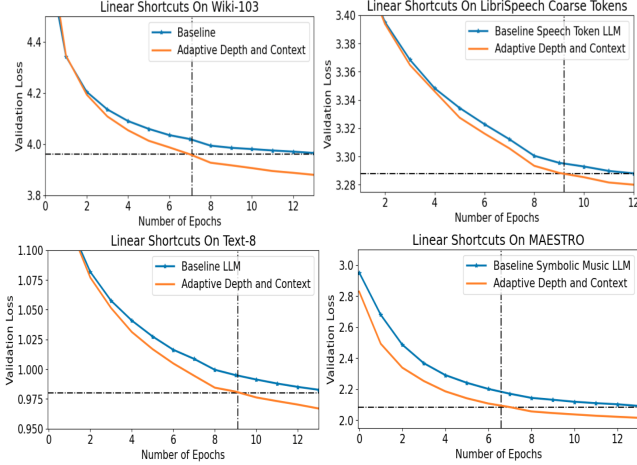 Linear Shortcuts On Wiki-103
4.4
4.2
4.0
3.8
Validation Loss
0 2 4 6 8 10 12
Number of Epochs
Baseline
Adaptive Depth and Context
Linear Shortcuts On LibriSpeech Coarse Tokens
3.40
3.38
3.36
3.34
3.32
3.30
3.28
Validation Loss
2 4 6 8 10 12
Number of Epochs
Baseline Speech Token LLM
Adaptive Depth and Context
Linear Shortcuts On Text-8
1.100
1.075
1.050
1.025
1.000
0.975
0.950
Validation Loss
0 2 4 6 8 10 12
Number of Epochs
Baseline LLM
Adaptive Depth and Context
Linear Shortcuts On MAESTRO
3.0
2.8
2.6
2.4
2.2
2.0
Validation Loss
0 2 4 6 8 10 12
Number of Epochs
Baseline Symbolic Music LLM
Adaptive Depth and Context